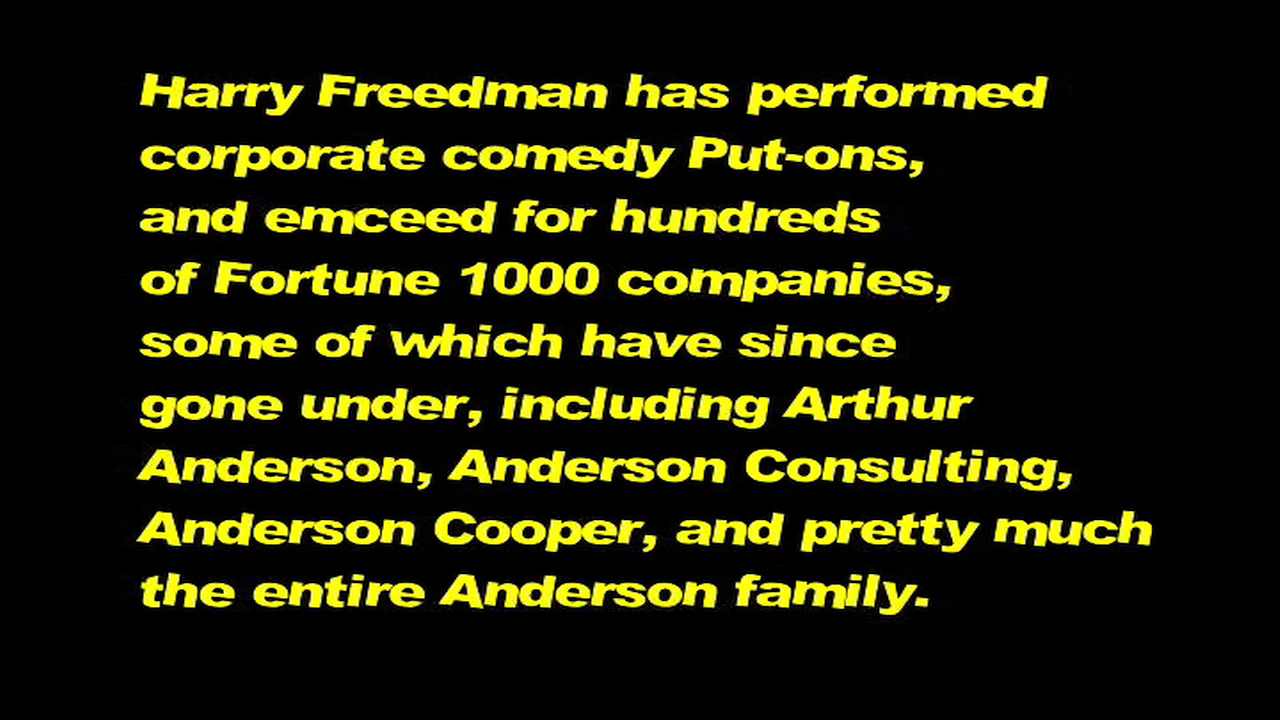 Harry Freedman has performed
corporate comedy Put-ons,
and emceed for hundreds
of Fortune 1000 companies,
some of which have since
gone under, including Arthur
Anderson, Anderson Consulting,
Anderson Cooper, and pretty much
the entire Anderson family.